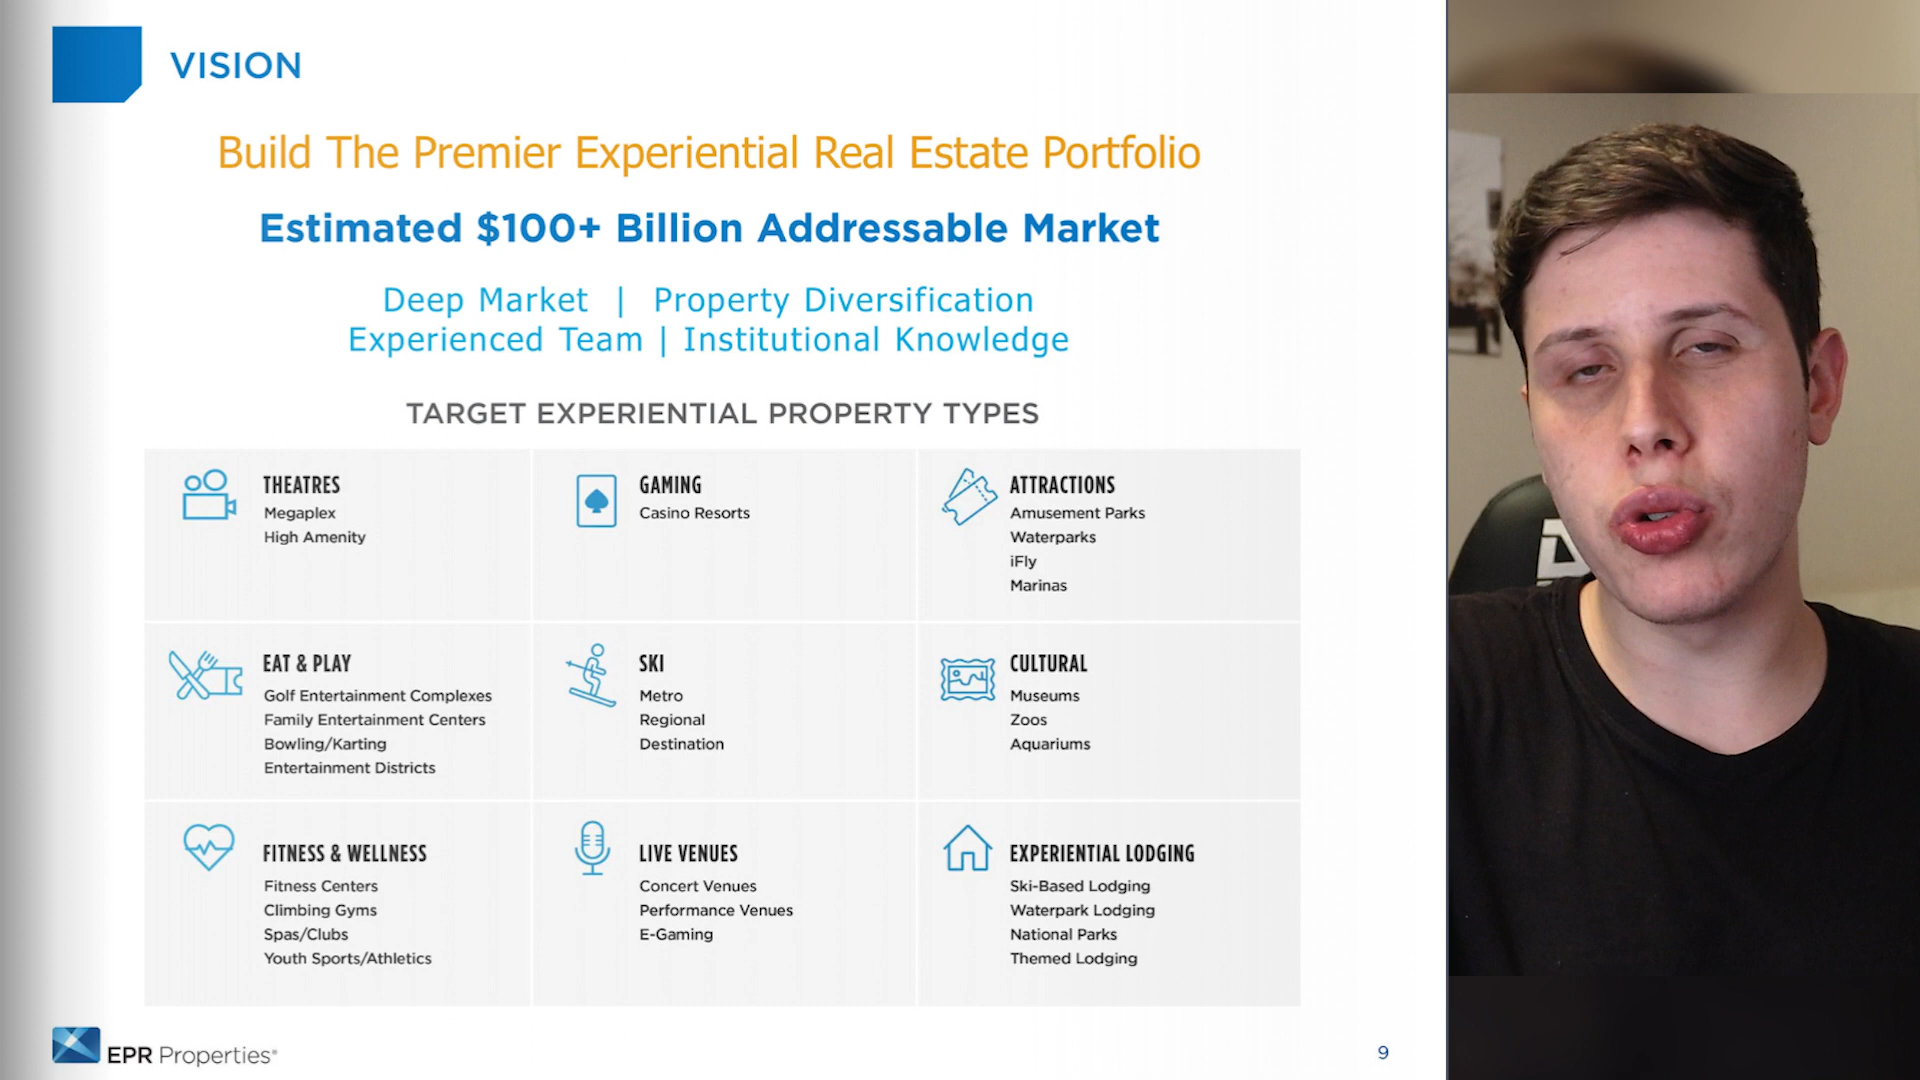 VISION
Build The Premier Experiential Real Estate Portfolio
Estimated $100+ Billion Addressable Market
Deep Market | Property Diversification
Experienced Team | Institutional Knowledge
TARGET EXPERIENTIAL PROPERTY TYPES
THEATRES
Megaplex
High Amenity
GAMING
Casino Resorts
ATTRACTIONS
Amusement Parks
Waterparks
iFly
Marinas
EAT & PLAY
Golf Entertainment Complexes
Family Entertainment Centers
Bowling/Karting
Entertainment Districts
SKI
Metro
Regional
Destination
CULTURAL
Museums
Zoos
Aquariums
FITNESS & WELLNESS
Fitness Centers
Climbing Gyms
Spas/Clubs
Youth Sports/Athletics
LIVE VENUES
Concert Venues
Performance Venues
E-Gaming
EXPERIENTIAL LODGING
Ski-Based Lodging
Waterpark Lodging
National Parks
Themed Lodging
EPR Properties®
9